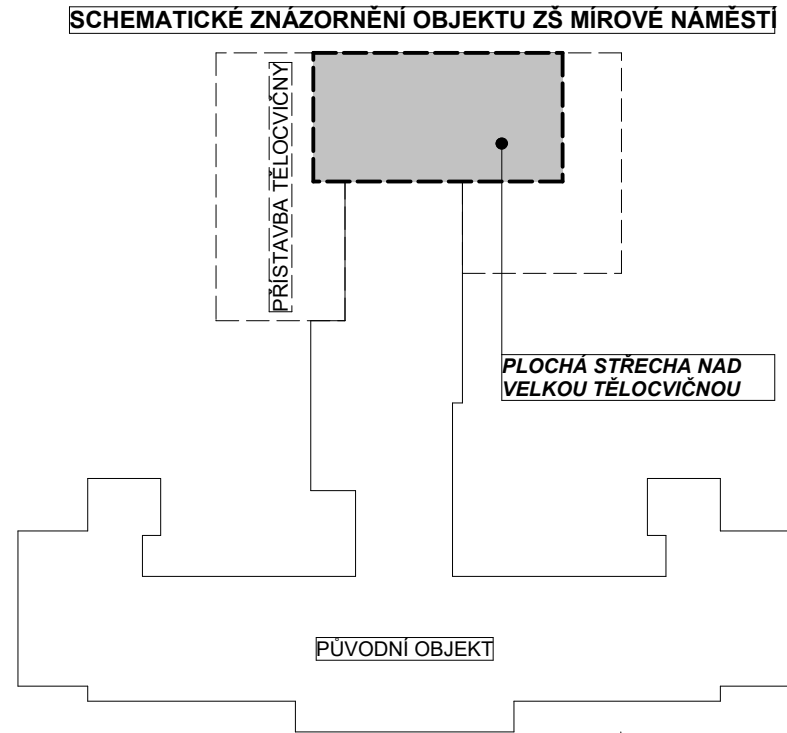 SCHEMATICKÉ ZNÁZORNĚNÍ OBJEKTU ZŠ MÍROVÉ NÁMĚSTÍ
PŘÍSTAVBA TĚLOCVIČNY
PLOCHÁ STŘECHA NAD
VELKOU TĚLOCVIČNOU
PŮVODNÍ OBJEKT